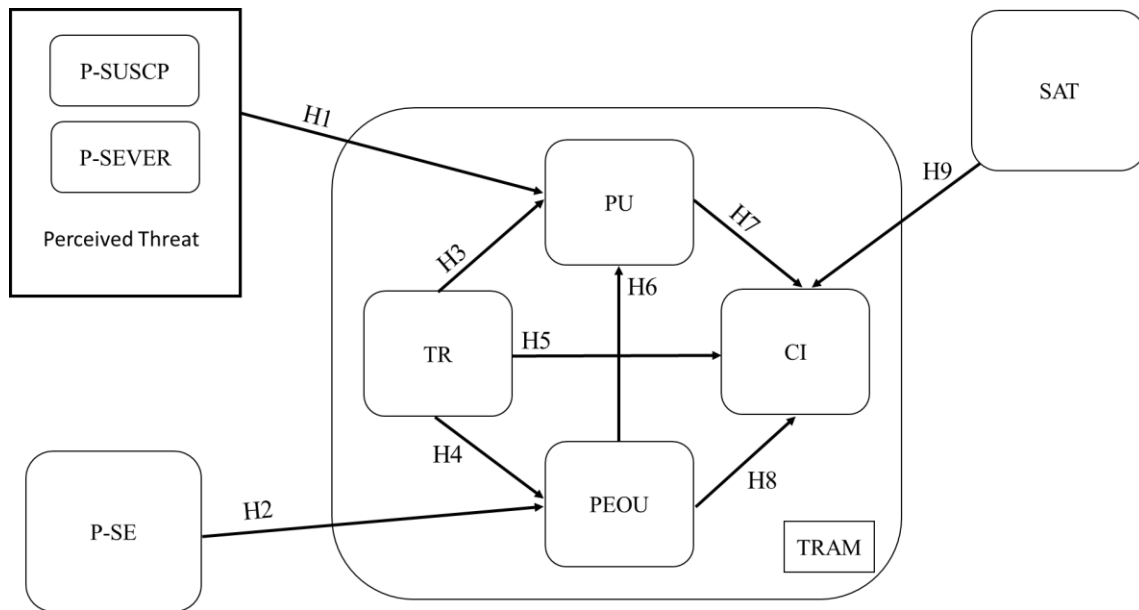 P-SUSCP
P-SEVER
Perceived Threat
SAT
H1
H9
PU
H7
H3
H6
TR
H5
CI
H4
H8
P-SE
H2
PEOU
TRAM